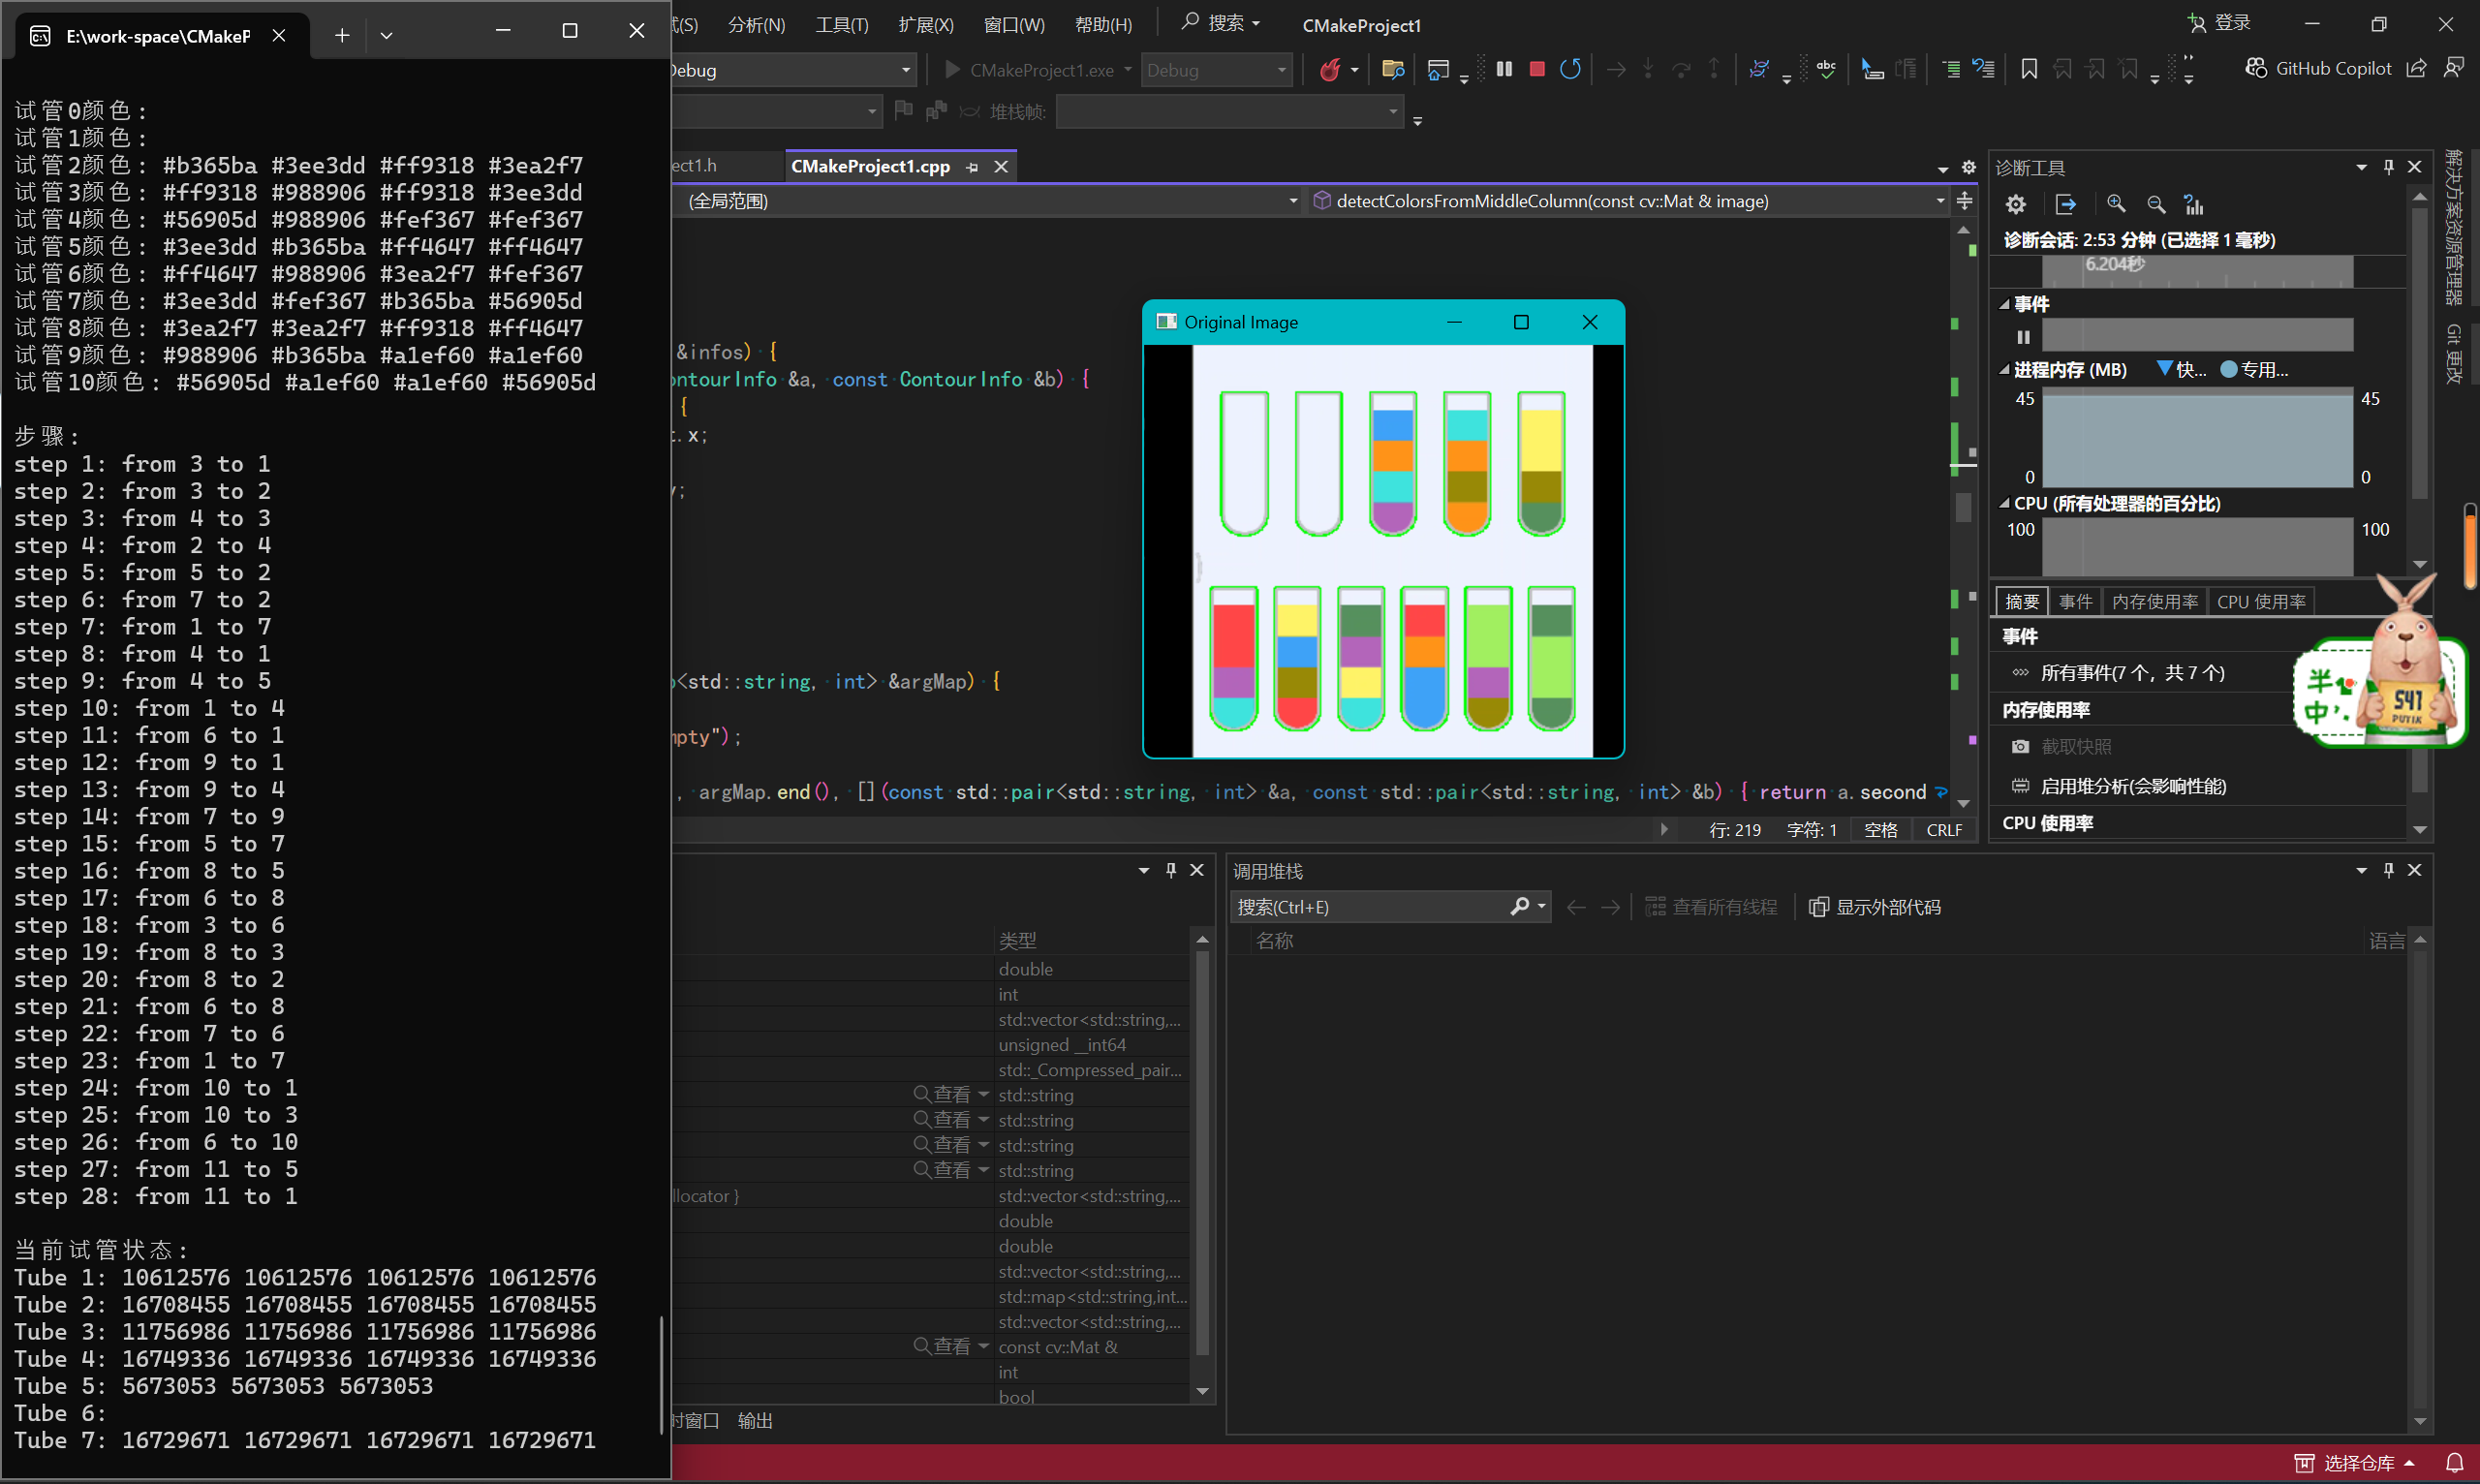 E:\work-space\CMakeP
试管0颜色:
试管1颜色:
试管2颜色: #b365ba #3ee3dd #ff9318 #3ea2f7
试管3颜色: #ff9318 #988906 #ff9318 #3ee3dd
试管4颜色: #56905d #988906 #fef367 #fef367
试管5颜色: #3ee3dd #b365ba #ff4647 #ff4647
试管6颜色: #ff4647 #988906 #3ea2f7 #fef367
试管7颜色: #3ee3dd #fef367 #b365ba #56905d
试管8颜色: #3ea2f7 #3ea2f7 #ff9318 #ff4647
试管9颜色: #988906 #b365ba #a1ef60 #a1ef60
试管10颜色: #56905d #a1ef60 #a1ef60 #56905d
步骤:
step 1: from 3 to 1
step 2: from 3 to 2
step 3: from 4 to 3
step 4: from 2 to 4
step 5: from 5 to 2
step 6: from 7 to 2
step 7: from 1 to 7
step 8: from 4 to 1
step 9: from 4 to 5
step 10: from 1 to 4
step 11: from 6 to 1
step 12: from 9 to 1
step 13: from 9 to 4
step 14: from 7 to 9
step 15: from 5 to 7
step 16: from 8 to 5
step 17: from 6 to 8
step 18: from 3 to 6
step 19: from 8 to 3
step 20: from 8 to 2
step 21: from 6 to 8
step 22: from 7 to 6
step 23: from 1 to 7
step 24: from 10 to 1
step 25: from 10 to 3
step 26: from 6 to 10
step 27: from 11 to 5
step 28: from 11 to 1
当前试管状态:
Tube 1: 10612576 10612576 10612576 10612576
Tube 2: 16708455 16708455 16708455 16708455
Tube 3: 11756986 11756986 11756986 11756986
Tube 4: 16749336 16749336 16749336 16749336
Tube 5: 5673053 5673053 5673053
Tube 6:
Tube 7: 16729671 16729671 16729671 16729671
试(S) 分析(N) 工具(T) 扩展(X) 窗口(W) 帮助(H) 搜索 CMakeProject1 登录
Debug CMakeProject1.exe Debug GitHub Copilot
堆栈帧:
ect1.h CMakeProject1.cpp
(全局范围) detectColorsFromMiddleColumn(const cv::Mat & image)
&infos) {
ontourInfo &a, const ContourInfo &b) {
{
t.x;
y;
<std::string, int> &argMap) {
mpty");
, argMap.end(), [](const std::pair<std::string, int> &a, const std::pair<std::string, int> &b) { return a.second
行: 219 字符: 1 空格 CRLF
Original Image
诊断工具
诊断会话: 2:53 分钟 (已选择 1 毫秒)
6.204秒
事件
进程内存 (MB) 快... 专用...
45 45
0 0
CPU (所有处理器的百分比)
100 100
摘要 事件 内存使用率 CPU 使用率
事件
所有事件(7 个，共 7 个)
内存使用率
截取快照
启用堆分析(会影响性能)
CPU 使用率
解决方案资源管理器
Git 更改
半
中
541
PUTIK
类型
double
int
std::vector<std::string,...
unsigned __int64
std::_Compressed_pair...
查看 std::string
查看 std::string
查看 std::string
查看 std::string
llocator } std::vector<std::string,...
double
double
std::vector<std::string,...
std::map<std::string,int...
std::vector<std::string,...
查看 const cv::Mat &
int
bool
时窗口 输出
调用堆栈
搜索(Ctrl+E) 查看所有线程 显示外部代码
名称 语言
选择仓库